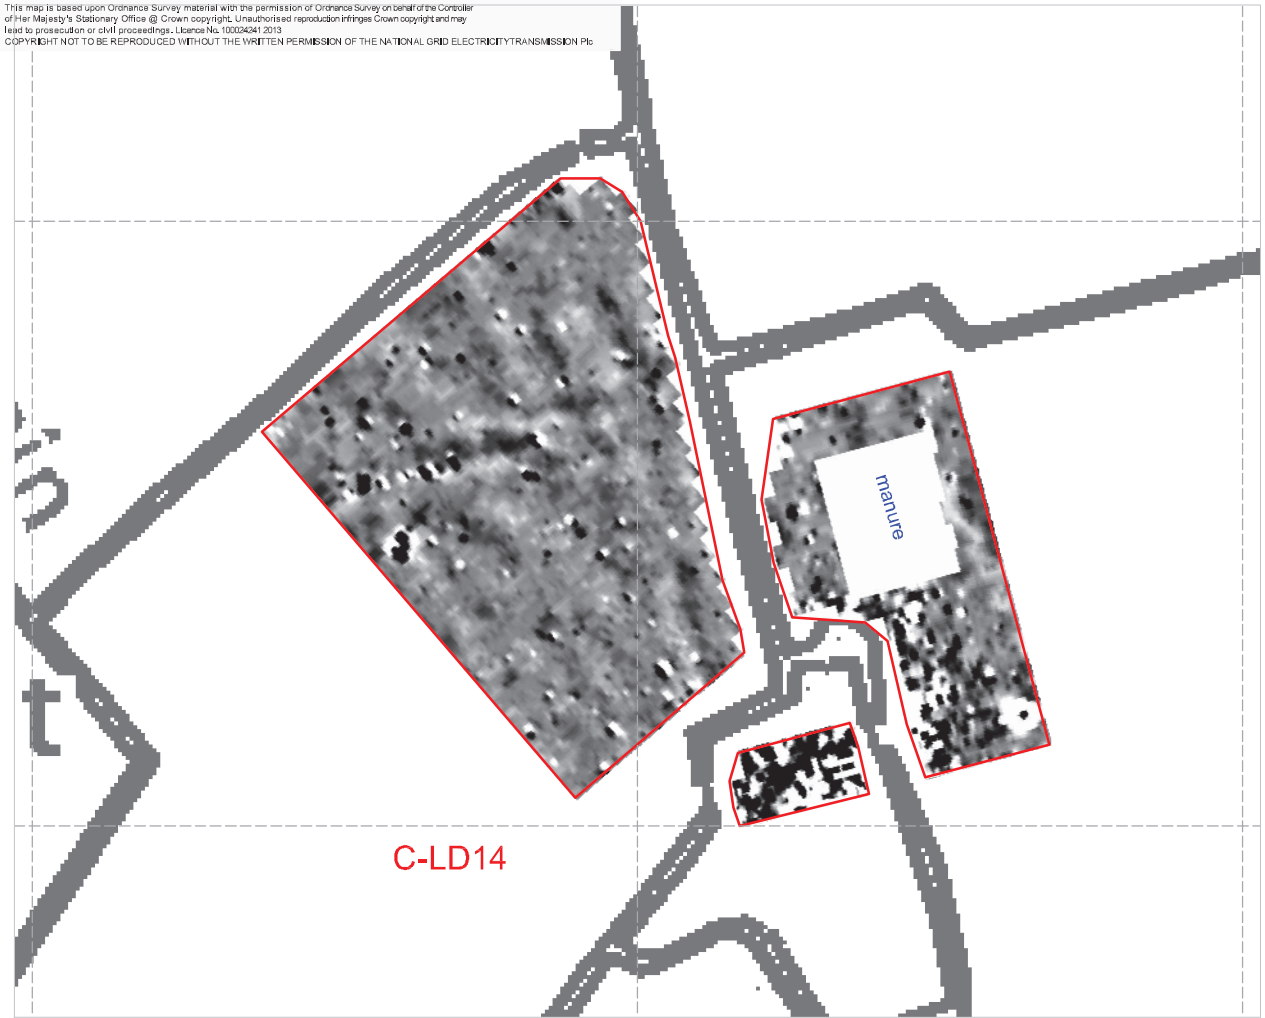 This map is based upon Ordnance Survey material with the permission of Ordnance Survey on behalf of the Controller
of Her Majesty's Stationary Office @ Crown copyright. Unauthorised reproduction infringes Crown copyright and may
lead to prosecution or civil proceedings. Licence No. 100024241 2013
COPYRIGHT NOT TO BE REPRODUCED WITHOUT THE WRITTEN PERMISSION OF THE NATIONAL GRID ELECTRICITY TRANSMISSION Plc
manure
t
C-LD14